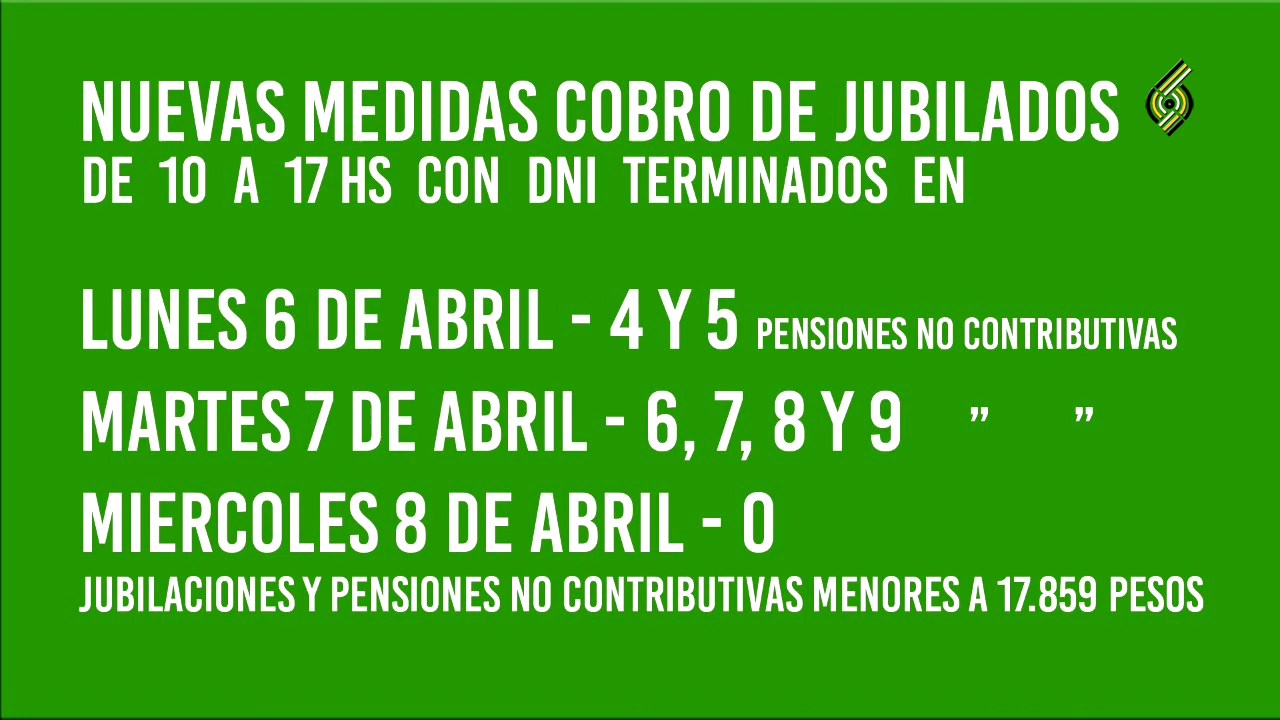 NUEVAS MEDIDAS COBRO DE JUBILADOS
DE 10 A 17 HS CON DNI TERMINADOS EN
LUNES 6 DE ABRIL - 4 Y 5 PENSIONES NO CONTRIBUTIVAS
MARTES 7 DE ABRIL - 6, 7, 8 Y 9 " "
MIERCOLES 8 DE ABRIL - 0
JUBILACIONES Y PENSIONES NO CONTRIBUTIVAS MENORES A 17.859 PESOS